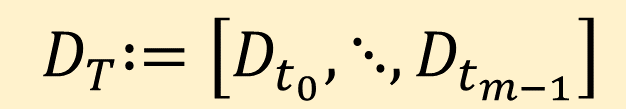 D_T := [D_{t_0}, ⋱, D_{t_{m−1}}]